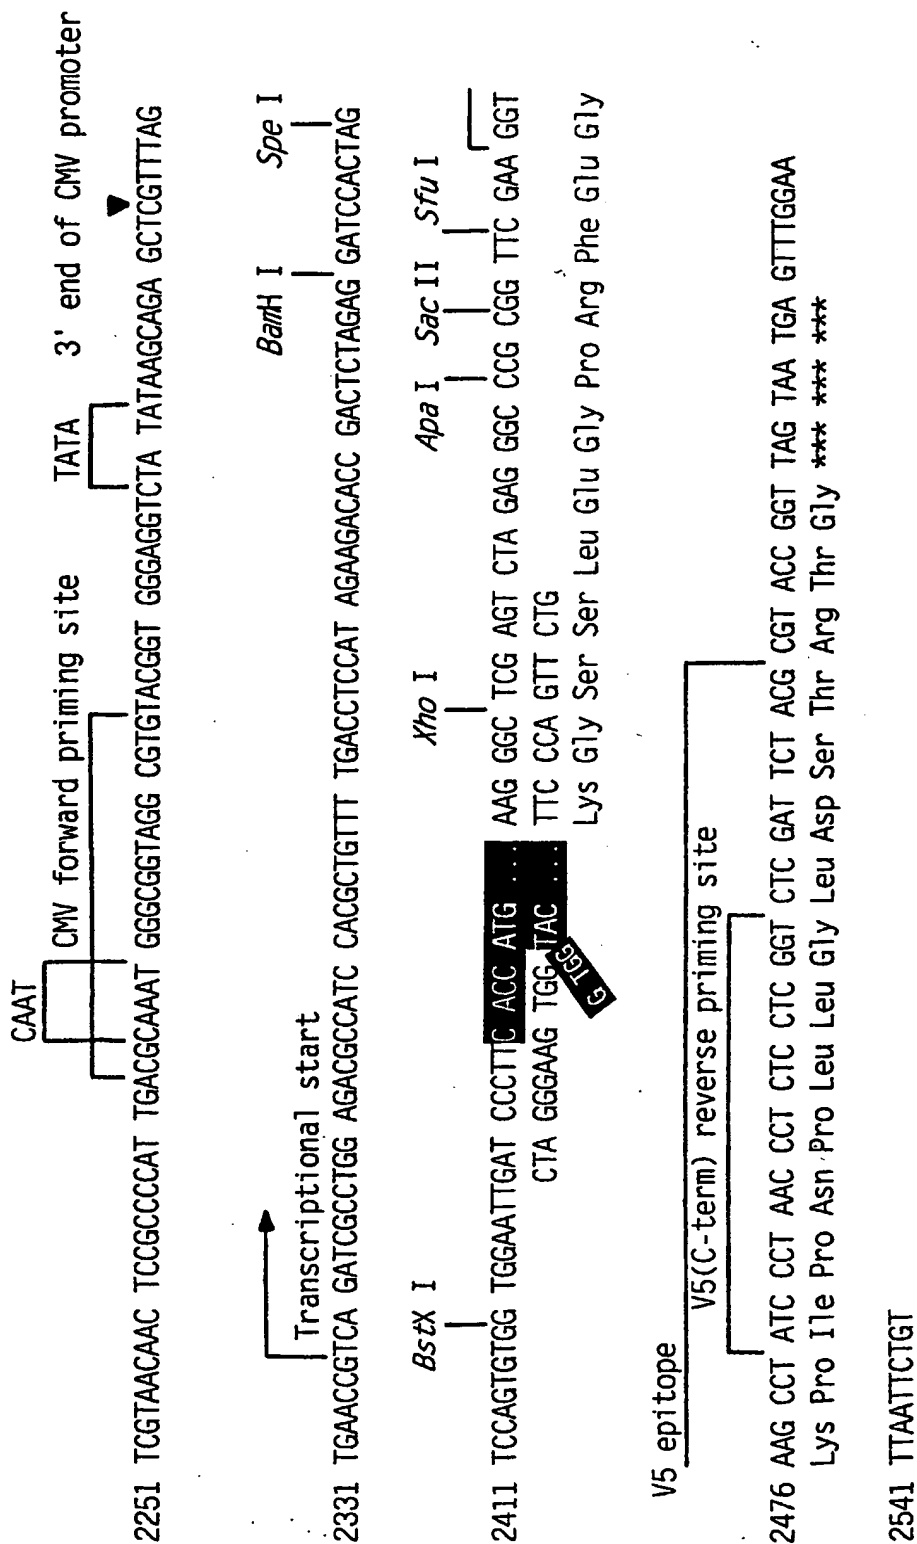 CAAT
CMV forward priming site
TATA
3' end of CMV promoter
2251 TCGTAACAAC TCCGCCCCAT TGACGCAAAT GGGCGGTAGG CGTGTACGGT GGGAGGTCTA TATAAGCAGA GCTCGTTTAG
Transcriptional start
BamH I
Spe I
2331 TGAACCGTCA GATCGCCTGG AGACGCCATC CACGCTGTTT TGACCTCCAT AGAAGACACC GACTCTAGAG GATCCACTAG
BstX I
Xho I
Apa I
Sac II
Sfu I
2411 TCCAGTGTGG TGGAATTGAT CCCTTC ACC ATG ... AAG GGC TCG AGT CTA GAG GGC CCG CGG TTC GAA GGT
CTA GGGAAG TGG TAC ... TTC CCA GTT CTG
G TGG
Lys Gly Ser Ser Leu Glu Gly Pro Arg Phe Glu Gly
V5 epitope
V5(C-term) reverse priming site
2476 AAG CCT ATC CCT AAC CCT CTC CTC GGT CTC GAT TCT ACG CGT ACC GGT TAG TAA TGA GTTTGGAA
Lys Pro Ile Pro Asn Pro Leu Leu Gly Leu Asp Ser Thr Arg Thr Gly *** *** ***
2541 TTAATTCTGT